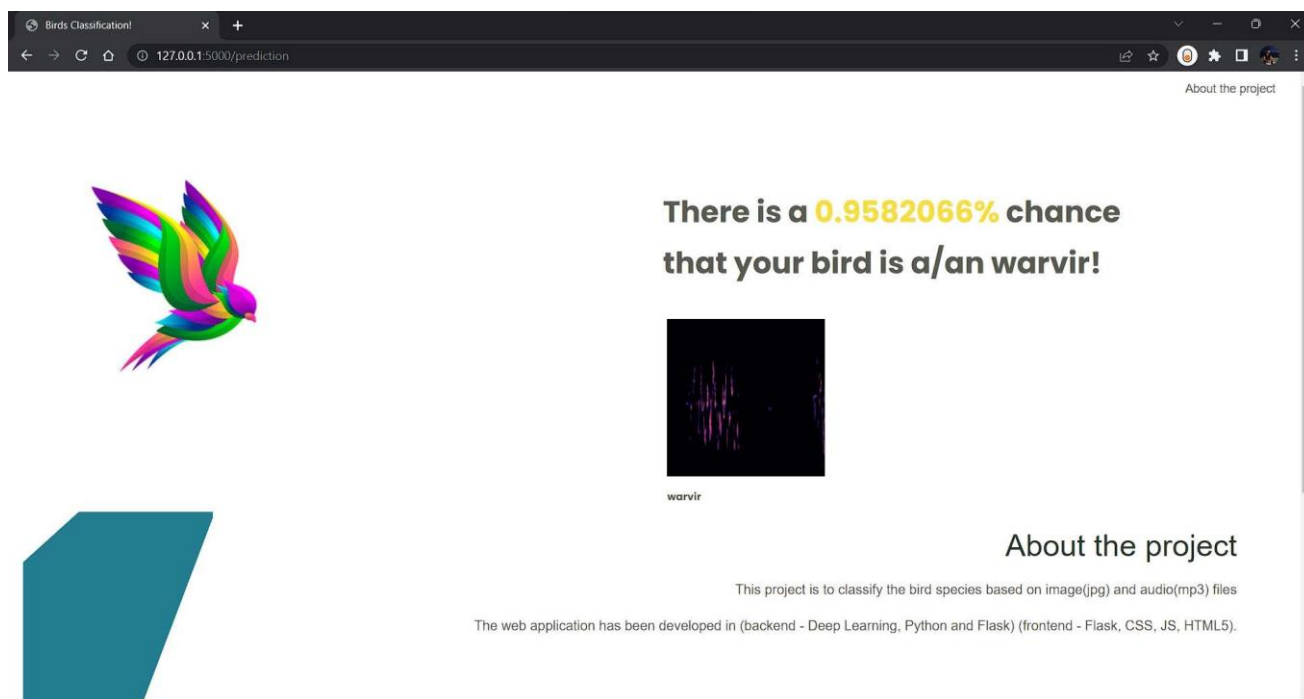 Birds Classification!
127.0.0.1:5000/prediction
About the project
There is a 0.9582066% chance
that your bird is a/an warvir!
warvir
About the project
This project is to classify the bird species based on image(jpg) and audio(mp3) files
The web application has been developed in (backend - Deep Learning, Python and Flask) (frontend - Flask, CSS, JS, HTML5).